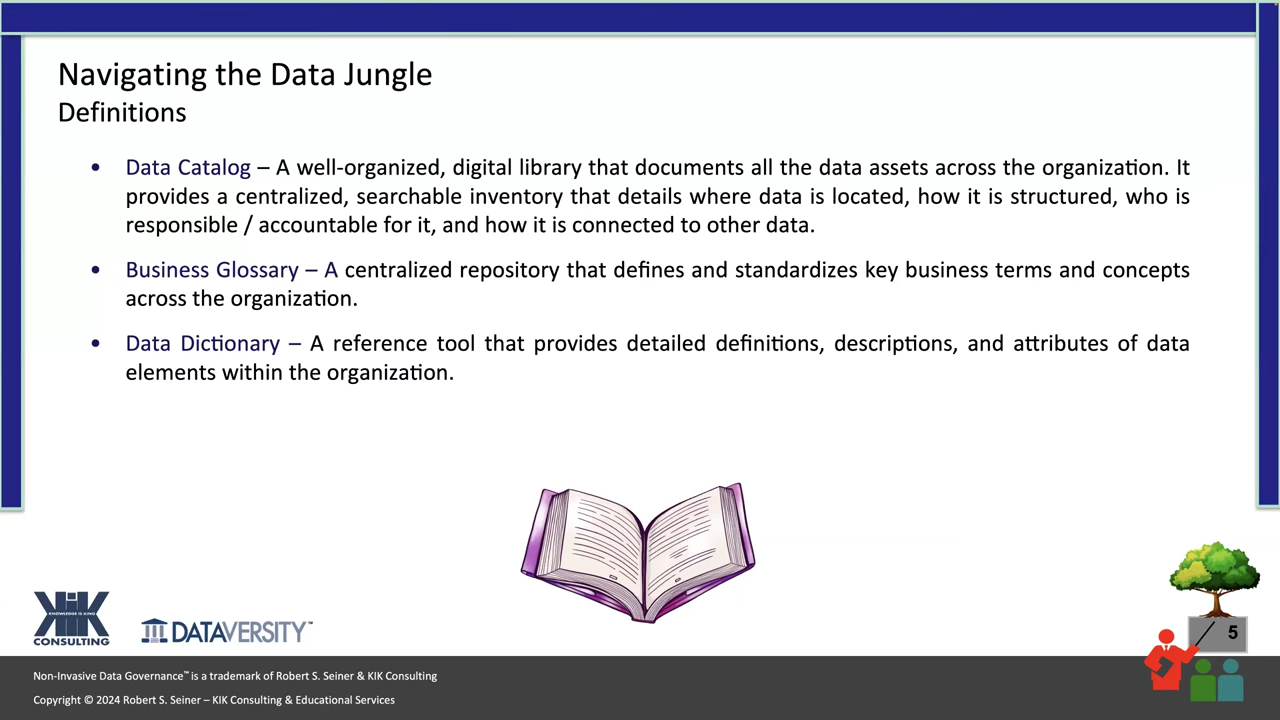 Navigating the Data Jungle
Definitions
• Data Catalog – A well-organized, digital library that documents all the data assets across the organization. It
provides a centralized, searchable inventory that details where data is located, how it is structured, who is
responsible / accountable for it, and how it is connected to other data.
• Business Glossary – A centralized repository that defines and standardizes key business terms and concepts
across the organization.
• Data Dictionary – A reference tool that provides detailed definitions, descriptions, and attributes of data
elements within the organization.
KIK
KNOWLEDGE IS KING
CONSULTING
DATAVERSITY™
5
Non-Invasive Data Governance™ is a trademark of Robert S. Seiner & KIK Consulting
Copyright © 2024 Robert S. Seiner – KIK Consulting & Educational Services